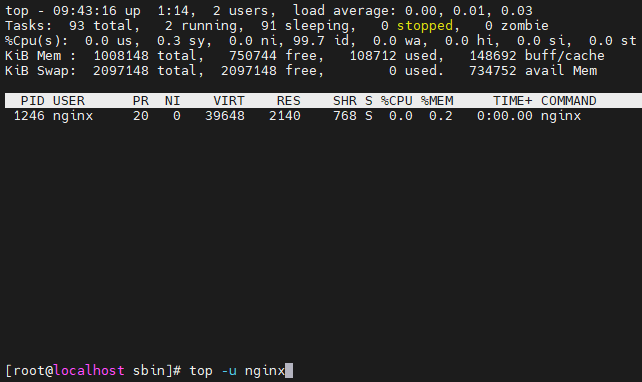 top - 09:43:16 up  1:14,  2 users,  load average: 0.00, 0.01, 0.03
Tasks:  93 total,   2 running,  91 sleeping,   0 stopped,   0 zombie
%Cpu(s):  0.0 us,  0.3 sy,  0.0 ni, 99.7 id,  0.0 wa,  0.0 hi,  0.0 si,  0.0 st
KiB Mem :  1008148 total,   750744 free,   108712 used,   148692 buff/cache
KiB Swap:  2097148 total,  2097148 free,        0 used.   734752 avail Mem
  PID USER      PR  NI    VIRT    RES    SHR S %CPU %MEM     TIME+ COMMAND
 1246 nginx     20   0   39648   2140    768 S  0.0  0.2   0:00.00 nginx
[root@localhost sbin]# top -u nginx